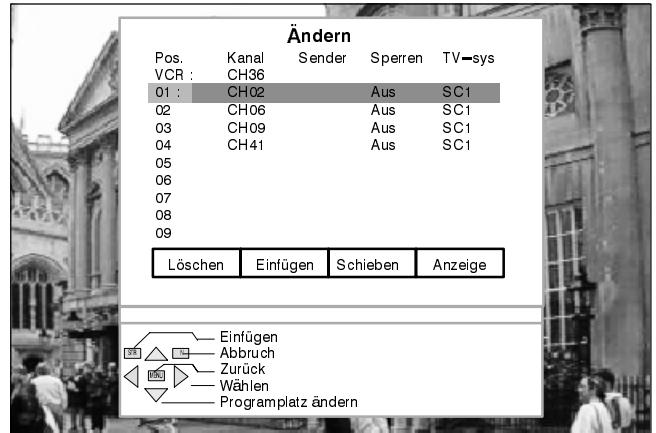 Ändern
Pos. Kanal Sender Sperren TV–sys
VCR : CH36
01 : CH02 Aus SC1
02 CH06 Aus SC1
03 CH09 Aus SC1
04 CH41 Aus SC1
05
06
07
08
09
Löschen Einfügen Schieben Anzeige
Einfügen
STR N Abbruch
MENU Zurück
Wählen
Programplatz ändern